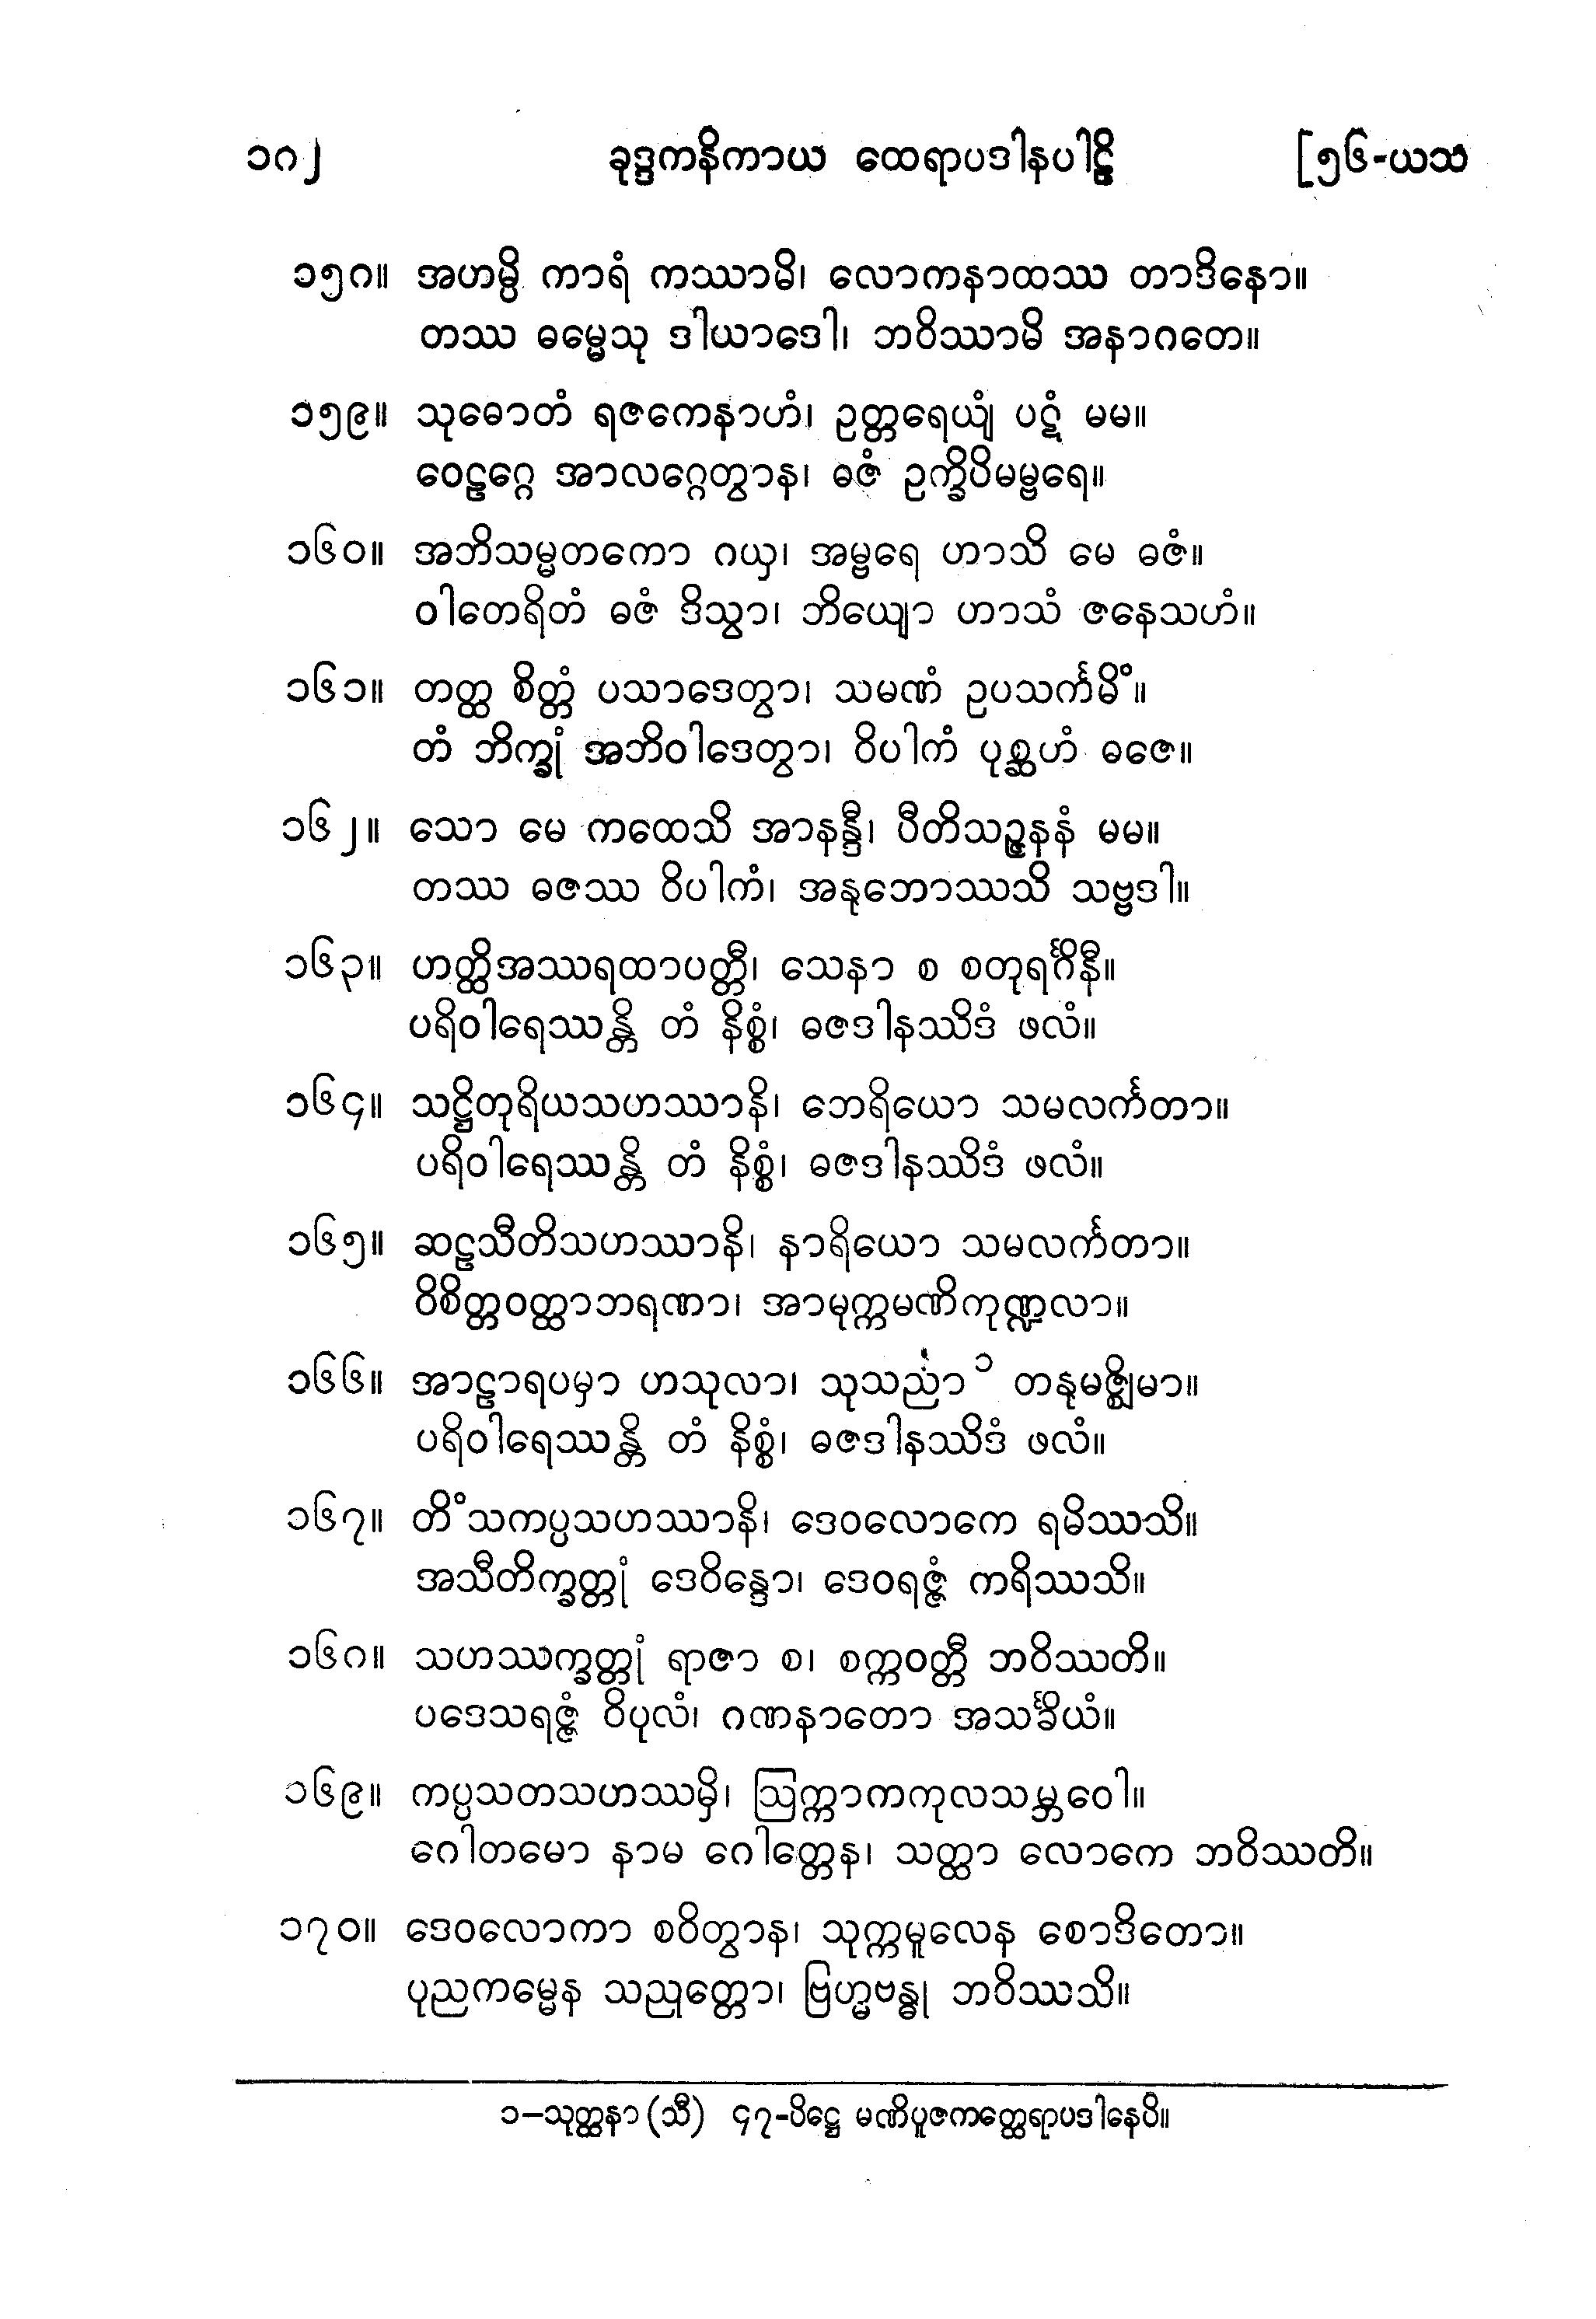 ၁၈၂ ခုဒ္ဒကနိကာယ ထေရာပဒါနပါဠိ [၅၆-ယသ
၁၅၈။ အဟမ္ပိ ကာရံ ကဿာမိ၊ လောကနာထဿ တာဒိနော။
တဿ ဓမ္မေသု ဒါယာဒေါ၊ ဘဝိဿာမိ အနာဂတေ။
၁၅၉။ သုဓောတံ ရဇကေနာဟံ၊ ဥတ္တရေယျံ ပဋံ မမ။
ဝေဠဂ္ဂေ အာလဂ္ဂေတွာန၊ ဓဇံ ဥက္ခိပိမမ္ဗရေ။
၁၆၀။ အဘိသမ္မတကော ဂယှ၊ အမ္ဗရေ ဟာသိ မေ ဓဇံ။
ဝါတေရိတံ ဓဇံ ဒိသွာ၊ ဘိယျော ဟာသံ ဇနေသဟံ။
၁၆၁။ တတ္ထ စိတ္တံ ပသာဒေတွာ၊ သမဏံ ဥပသင်္ကမိံ။
တံ ဘိက္ခုံ အဘိဝါဒေတွာ၊ ဝိပါကံ ပုစ္ဆဟံ ဓဇေ။
၁၆၂။ သော မေ ကထေသိ အာနန္ဒီ၊ ပီတိသဉ္ဇနနံ မမ။
တဿ ဓဇဿ ဝိပါကံ၊ အနုဘောဿသိ သဗ္ဗဒါ။
၁၆၃။ ဟတ္ထိအဿရထာပတ္တီ၊ သေနာ စ စတုရင်္ဂိနီ။
ပရိဝါရေဿန္တိ တံ နိစ္စံ၊ ဓဇဒါနဿိဒံ ဖလံ။
၁၆၄။ သဋ္ဌိတုရိယသဟဿာနိ၊ ဘေရိယော သမလင်္ကတာ။
ပရိဝါရေဿန္တိ တံ နိစ္စံ၊ ဓဇဒါနဿိဒံ ဖလံ။
၁၆၅။ ဆဠသီတိသဟဿာနိ၊ နာရိယော သမလင်္ကတာ။
ဝိစိတ္တဝတ္ထာဘရဏာ၊ အာမုက္ကမဏိကုဏ္ဍလာ။
၁၆၆။ အာဠာရပမှာ ဟသုလာ၊ သုသညာ ၁ တနုမဇ္ဈိမာ။
ပရိဝါရေဿန္တိ တံ နိစ္စံ၊ ဓဇဒါနဿိဒံ ဖလံ။
၁၆၇။ တိံသကပ္ပသဟဿာနိ၊ ဒေဝလောကေ ရမိဿသိ။
အသီတိက္ခတ္တုံ ဒေဝိန္ဒော၊ ဒေဝရဇ္ဇံ ကရိဿသိ။
၁၆၈။ သဟဿက္ခတ္တုံ ရာဇာ စ၊ စက္ကဝတ္တီ ဘဝိဿတိ။
ပဒေသရဇ္ဇံ ဝိပုလံ၊ ဂဏနာတော အသင်္ခိယံ။
၁၆၉။ ကပ္ပသတသဟဿမှိ၊ ဩက္ကာကကုလသမ္ဘဝေါ။
ဂေါတမော နာမ ဂေါတ္တေန၊ သတ္ထာ လောကေ ဘဝိဿတိ။
၁၇၀။ ဒေဝလောကာ စဝိတွာန၊ သုက္ကမူလေန စောဒိတော။
ပုညကမ္မေန သညုတ္တော၊ ဗြဟ္မဗန္ဓု ဘဝိဿသိ။
၁–သုတ္ထနာ (သီ) ၄၇-ပိဋ္ဌေ မဏိပူဇကတ္ထေရာပဒါနေပိ။